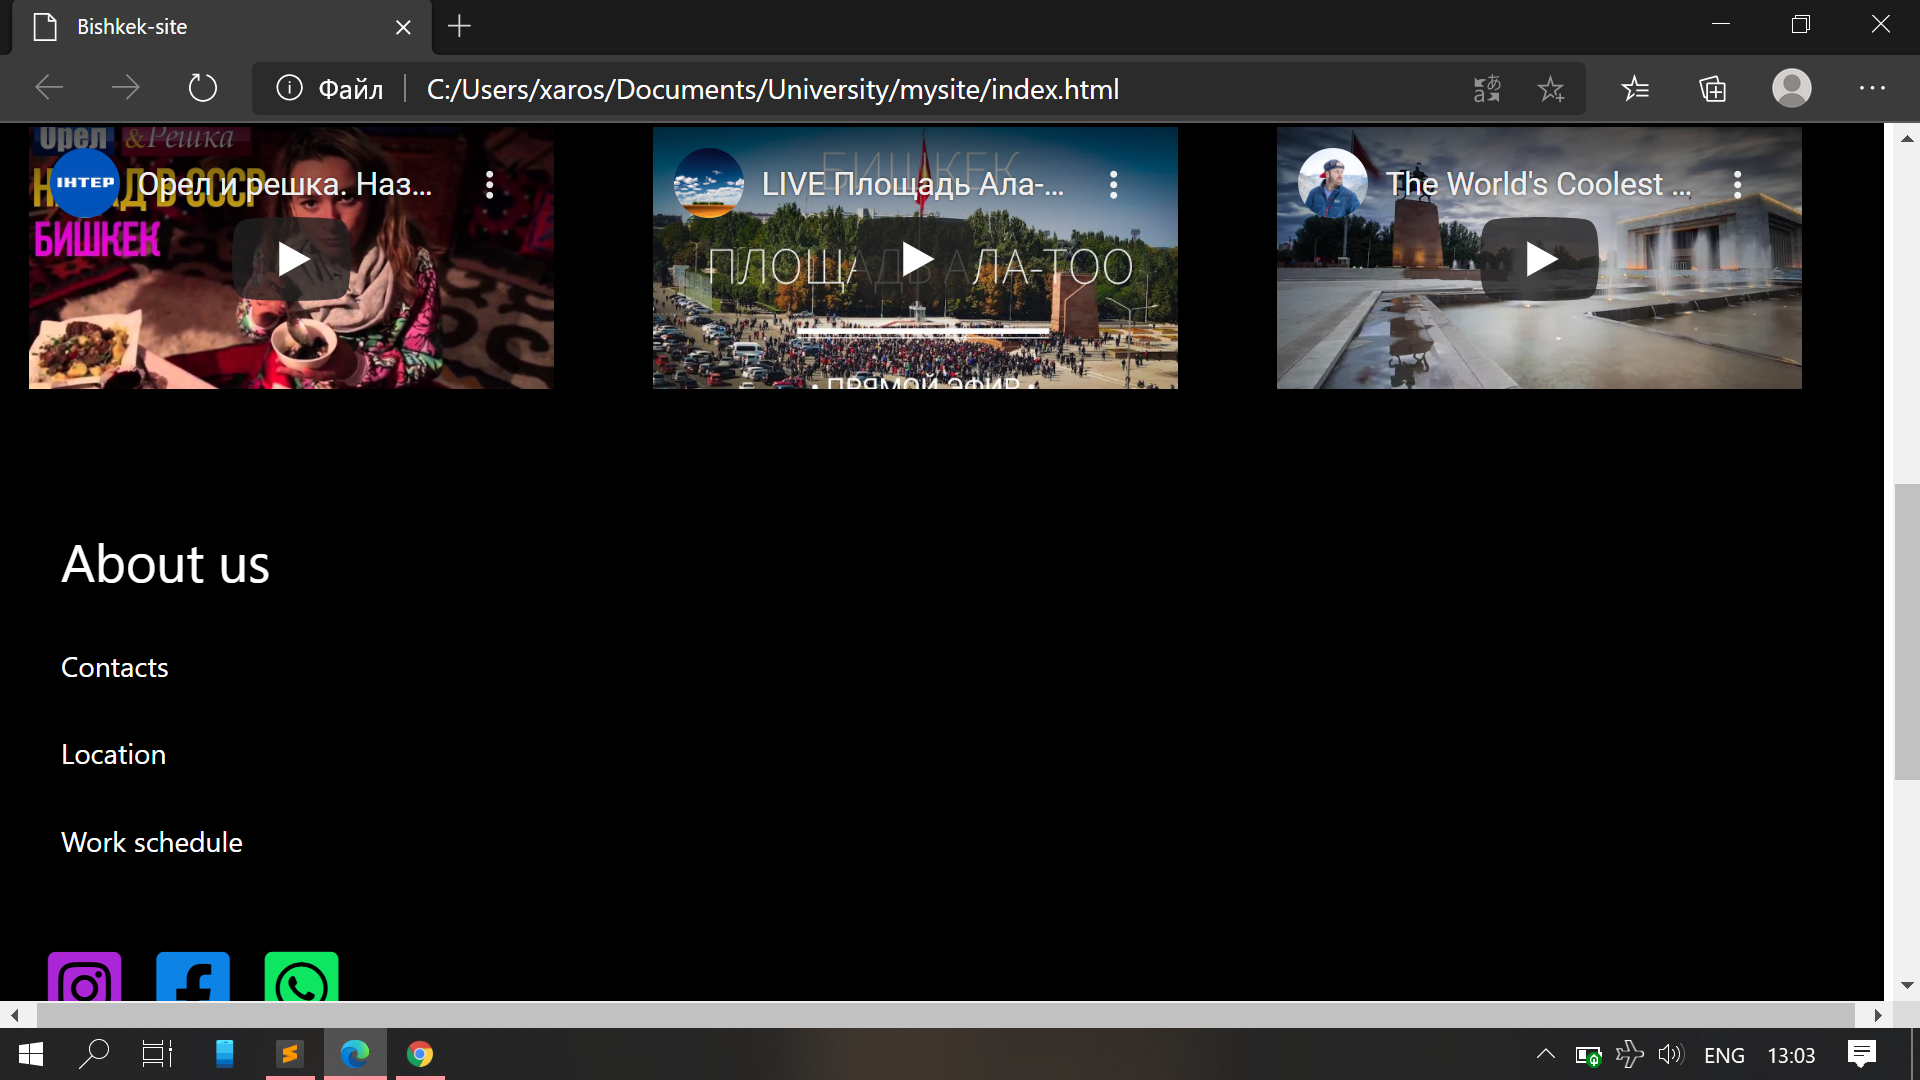 Bishkek-site
Файл
C:/Users/xaros/Documents/University/mysite/index.html
Орел &Решка
НАЗАД В СССР
БИШКЕК
ІНТЕР
Орел и решка. Наз...
БИШКЕК
LIVE Площадь Ала-...
ПЛОЩАДЬ АЛА-ТОО
• ПРЯМОЙ ЭФИР •
The World's Coolest ...
About us
Contacts
Location
Work schedule
ENG
13:03